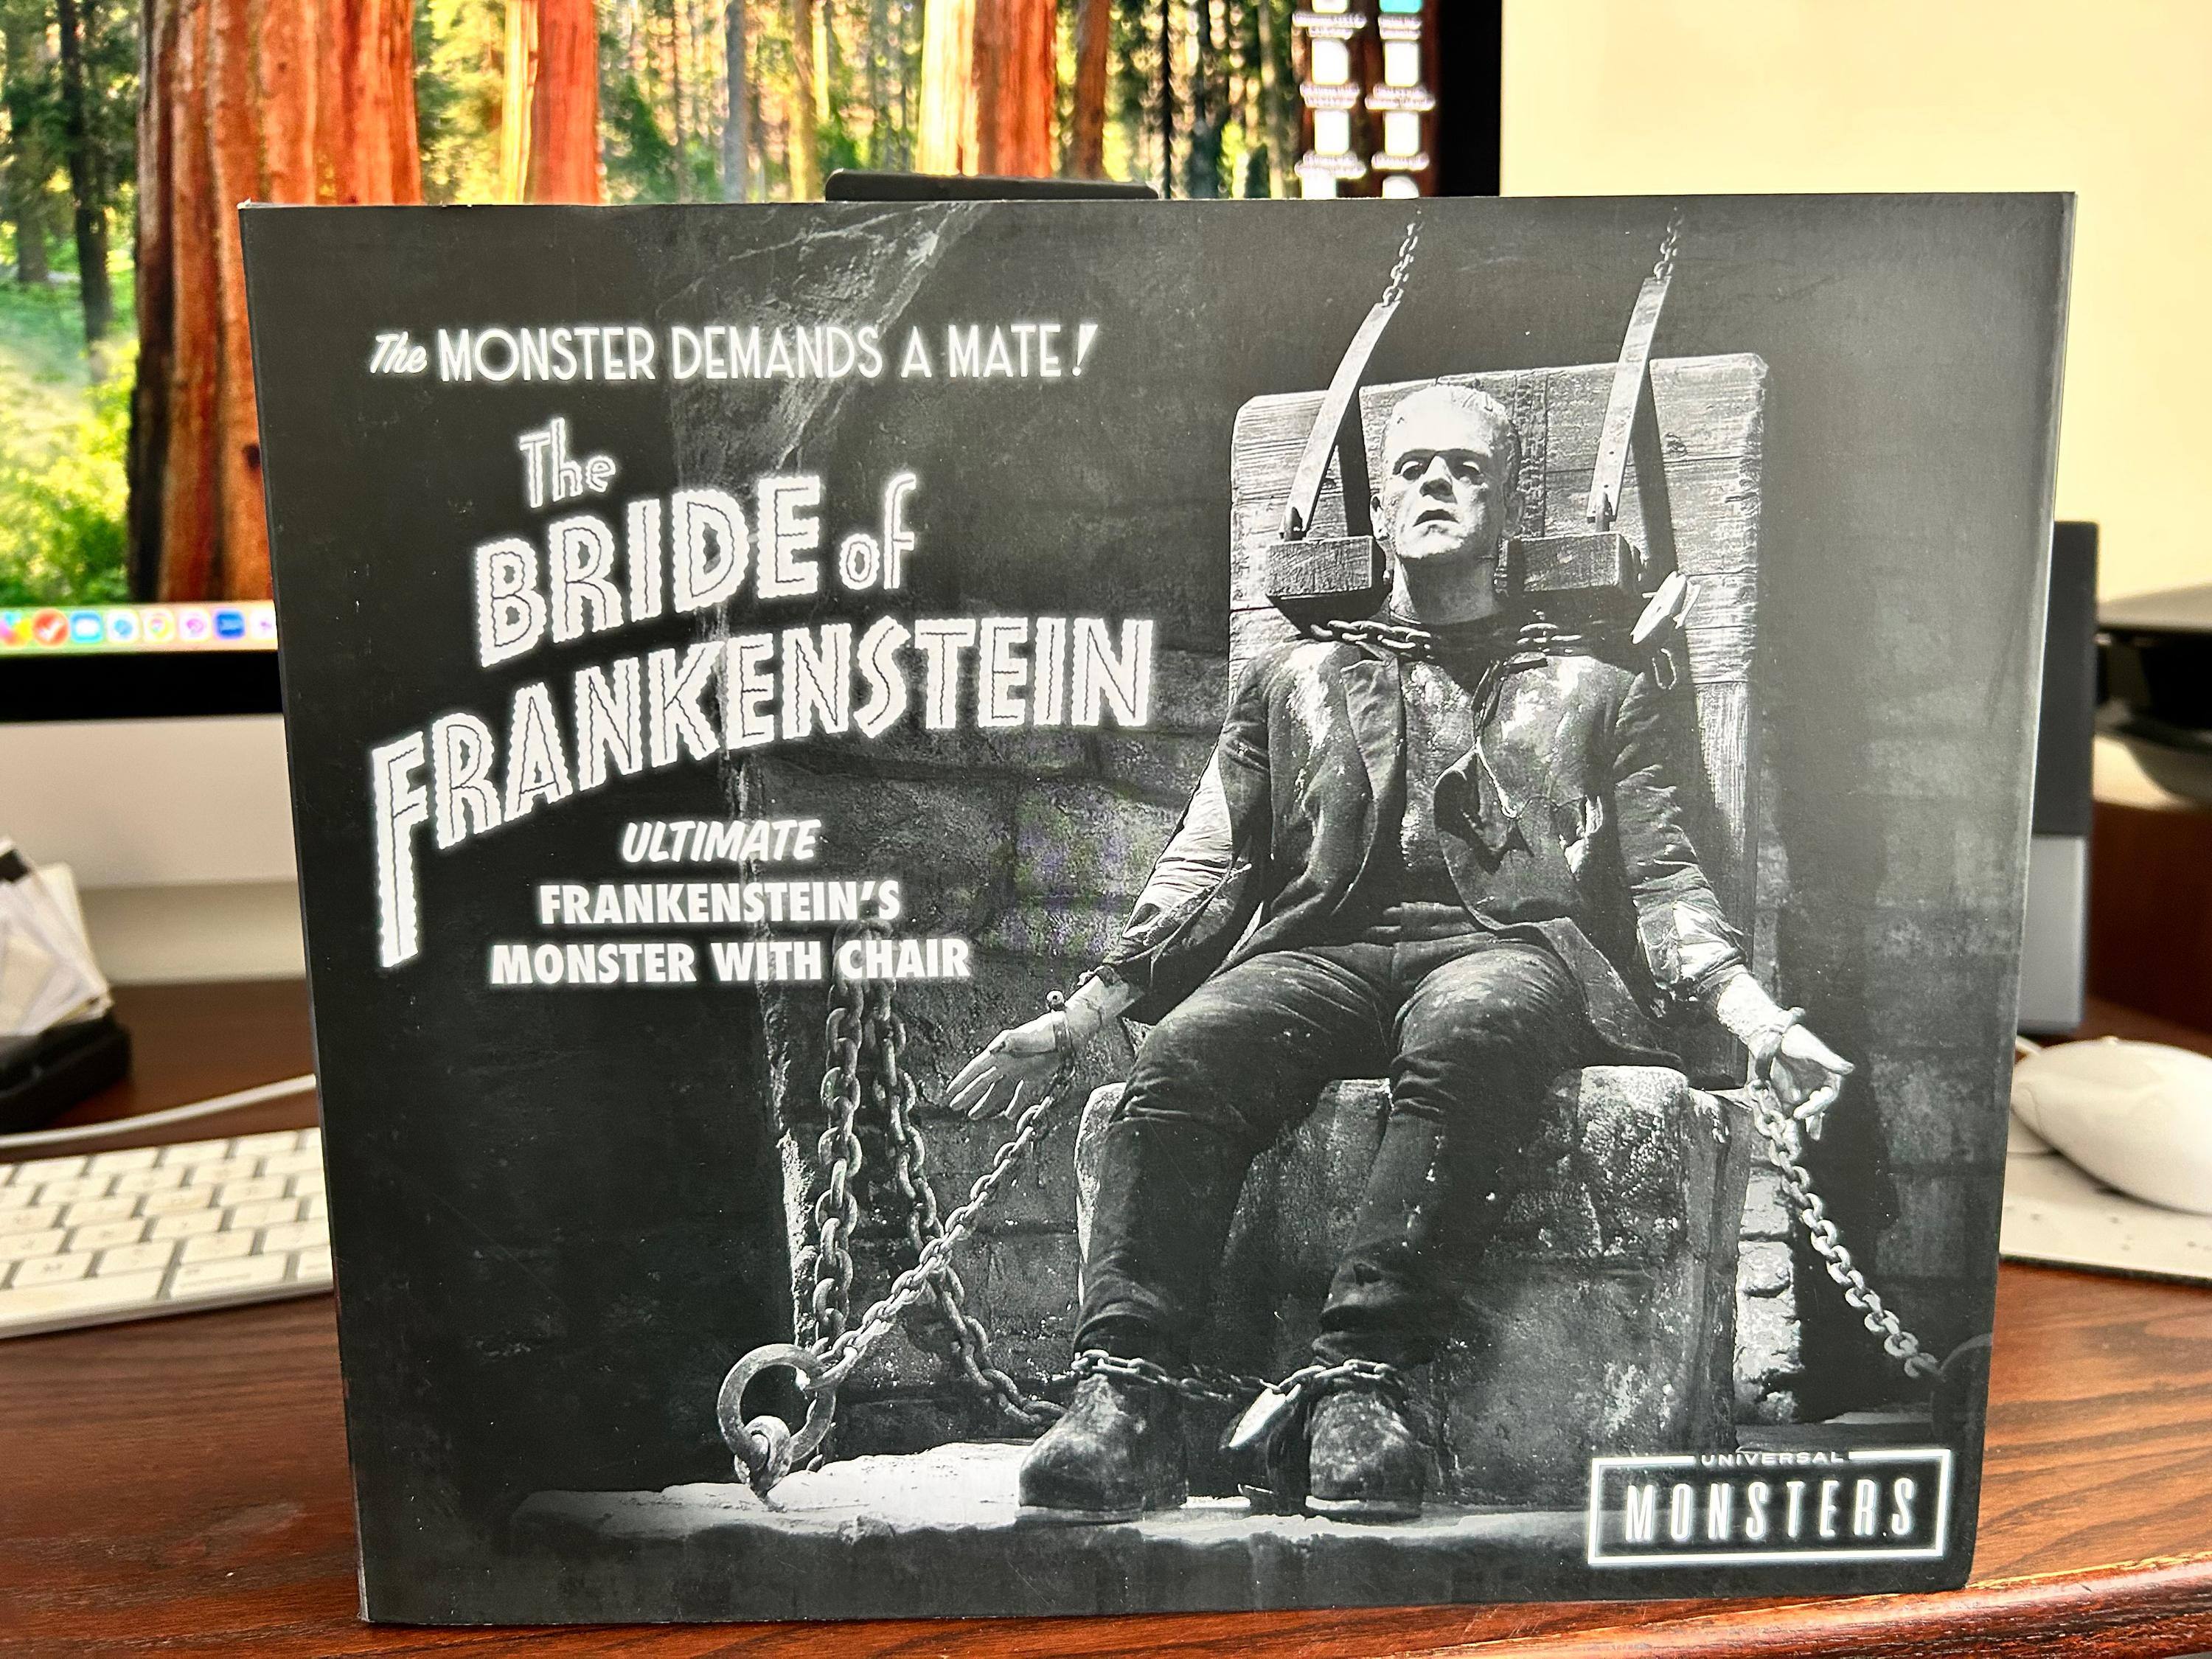 The MONSTER DEMANDS A MATE!
The
BRIDE of
FRANKENSTEIN
ULTIMATE
FRANKENSTEIN'S
MONSTER WITH CHAIR
UNIVERSAL
MONSTERS